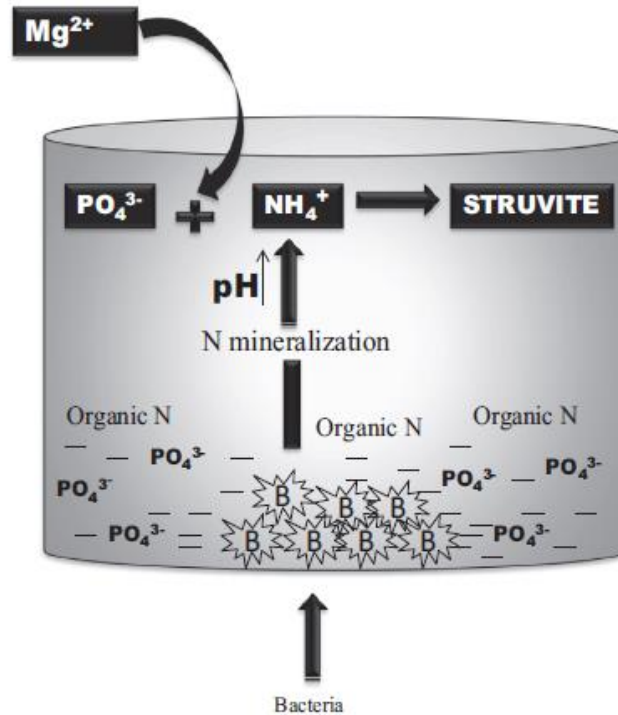 Mg²⁺
PO₄³⁻ + NH₄⁺ STRUVITE
pH
N mineralization
Organic N Organic N Organic N
PO₄³⁻ PO₄³⁻
PO₄³⁻ PO₄³⁻
B B B
PO₄³⁻ B B B B PO₄³⁻
Bacteria